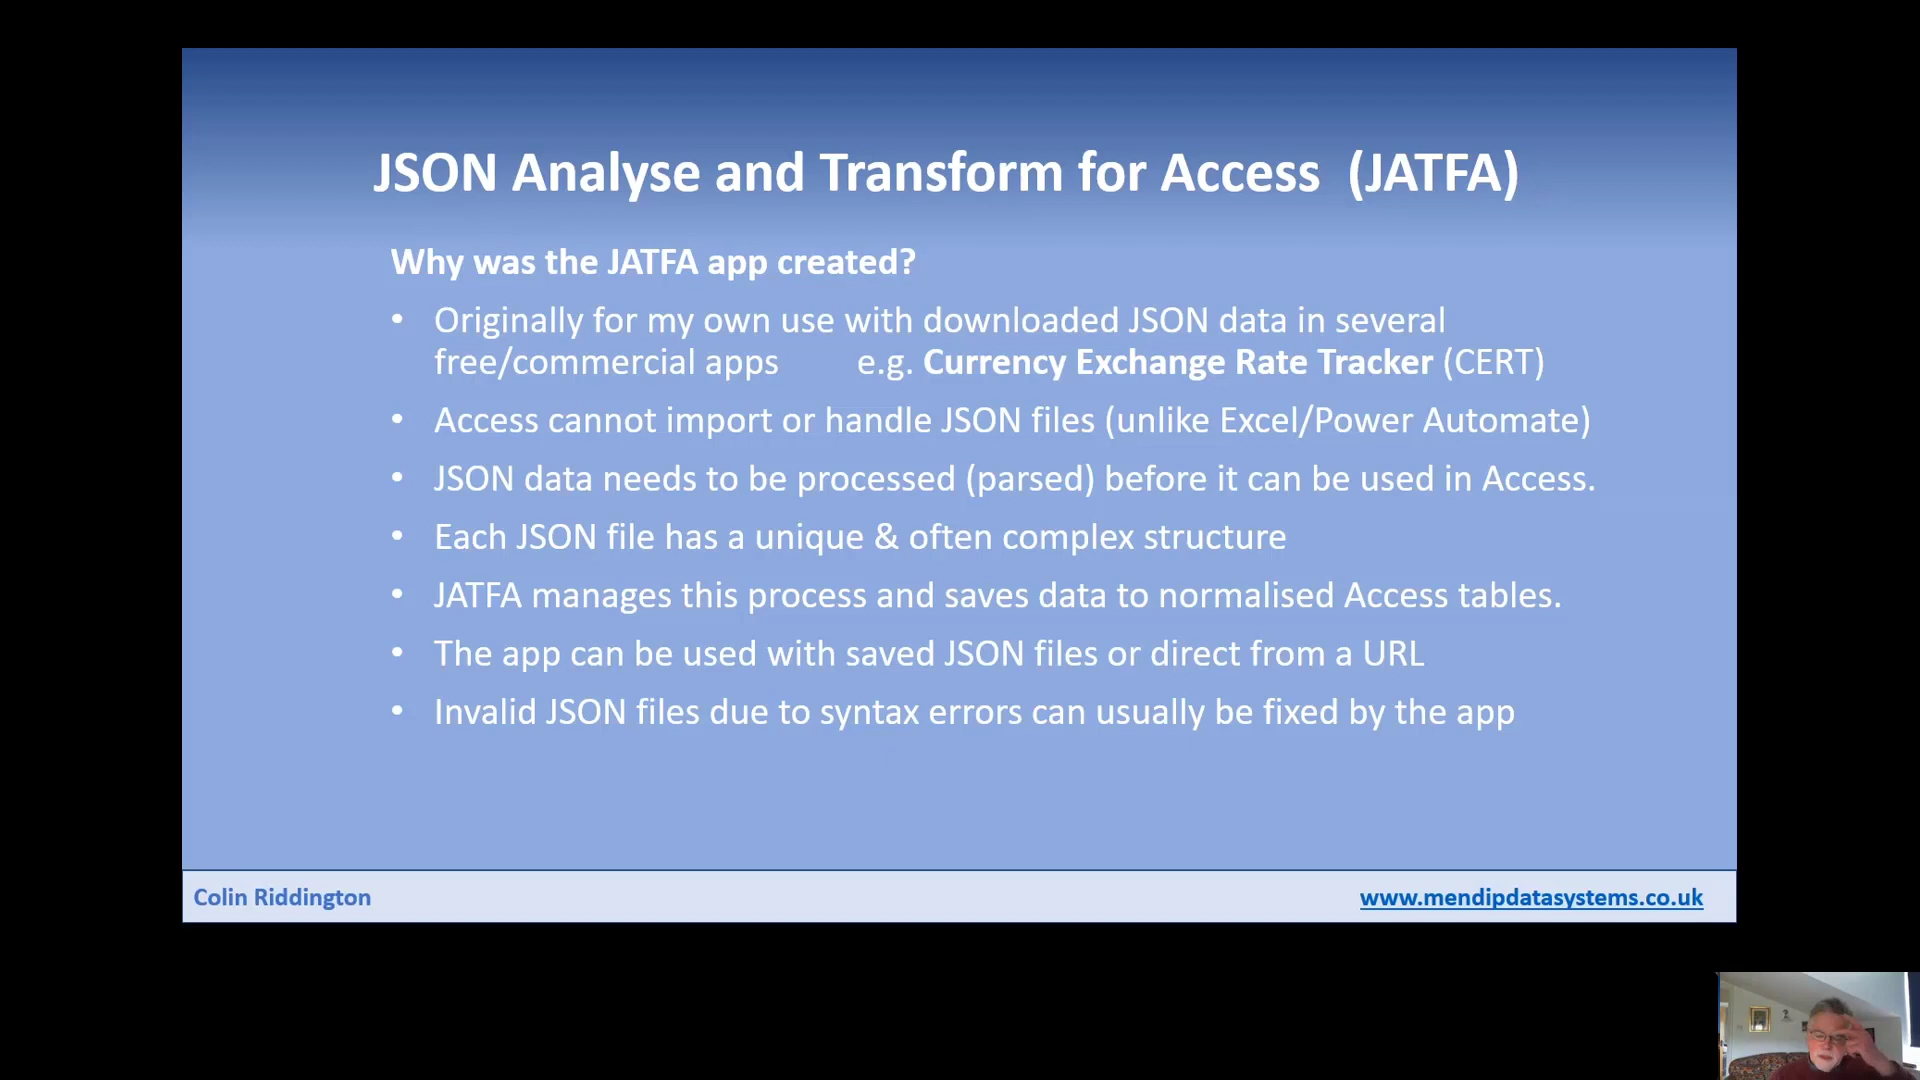 JSON Analyse and Transform for Access (JATFA)
Why was the JATFA app created?
• Originally for my own use with downloaded JSON data in several
free/commercial apps e.g. Currency Exchange Rate Tracker (CERT)
• Access cannot import or handle JSON files (unlike Excel/Power Automate)
• JSON data needs to be processed (parsed) before it can be used in Access.
• Each JSON file has a unique & often complex structure
• JATFA manages this process and saves data to normalised Access tables.
• The app can be used with saved JSON files or direct from a URL
• Invalid JSON files due to syntax errors can usually be fixed by the app
Colin Riddington
www.mendipdatasystems.co.uk